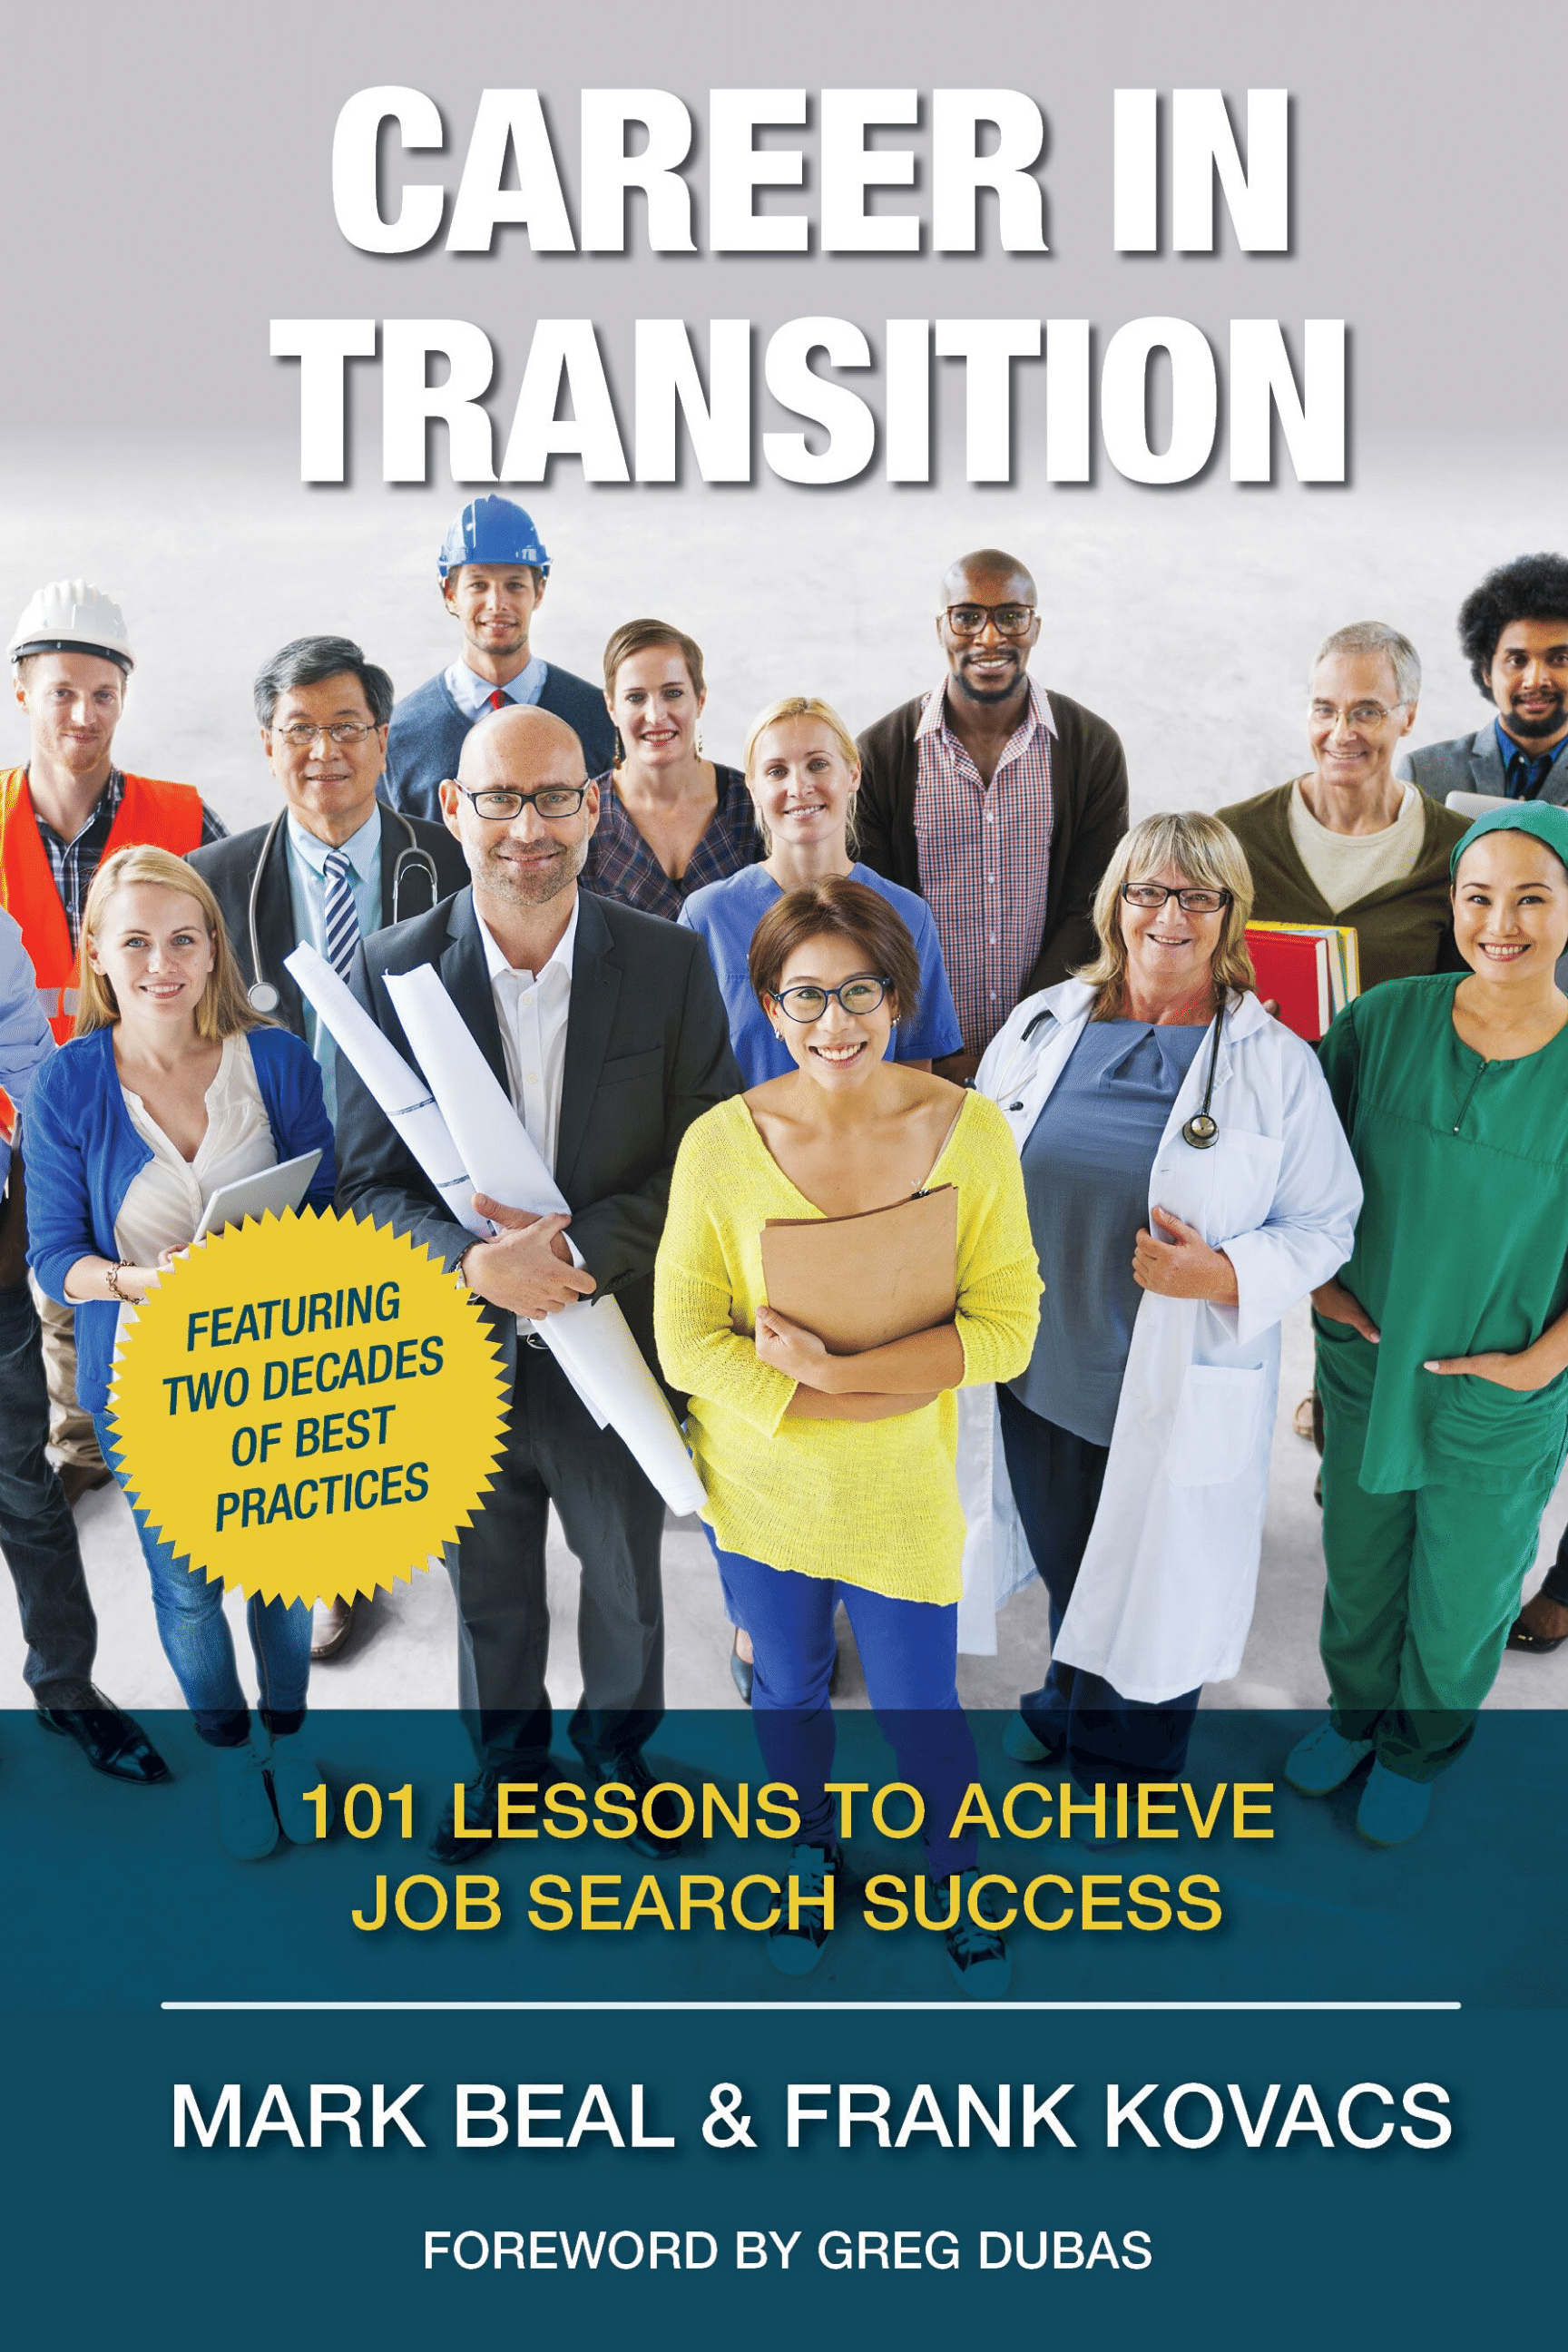 CAREER IN
TRANSITION
FEATURING
TWO DECADES
OF BEST
PRACTICES
101 LESSONS TO ACHIEVE
JOB SEARCH SUCCESS
MARK BEAL & FRANK KOVACS
FOREWORD BY GREG DUBAS